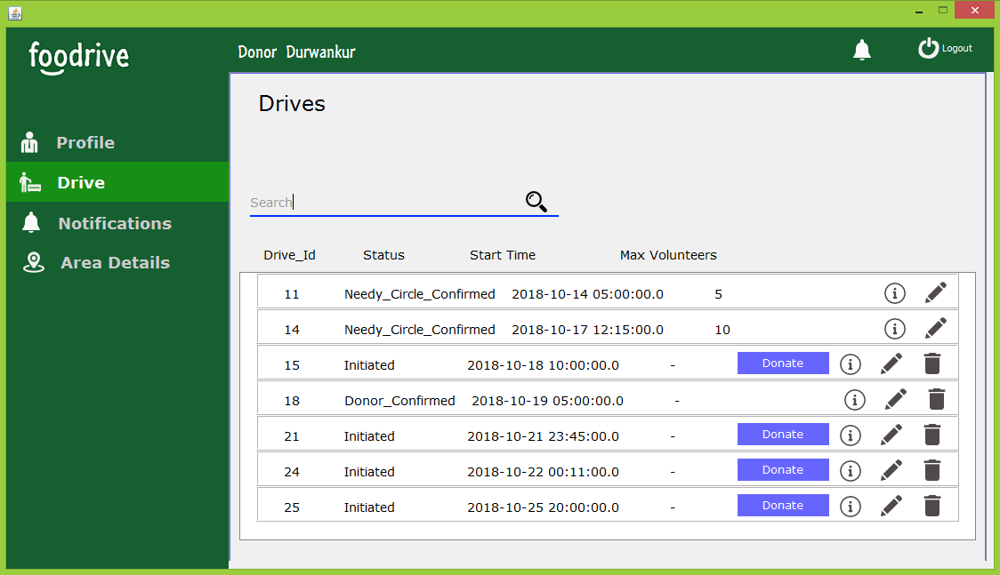 foodrive
Donor Durwankur
Logout
Drives
Profile
Drive
Notifications
Area Details
Search
Drive_Id Status Start Time Max Volunteers
11 Needy_Circle_Confirmed 2018-10-14 05:00:00.0 5
14 Needy_Circle_Confirmed 2018-10-17 12:15:00.0 10
15 Initiated 2018-10-18 10:00:00.0 - Donate
18 Donor_Confirmed 2018-10-19 05:00:00.0 -
21 Initiated 2018-10-21 23:45:00.0 - Donate
24 Initiated 2018-10-22 00:11:00.0 - Donate
25 Initiated 2018-10-25 20:00:00.0 - Donate